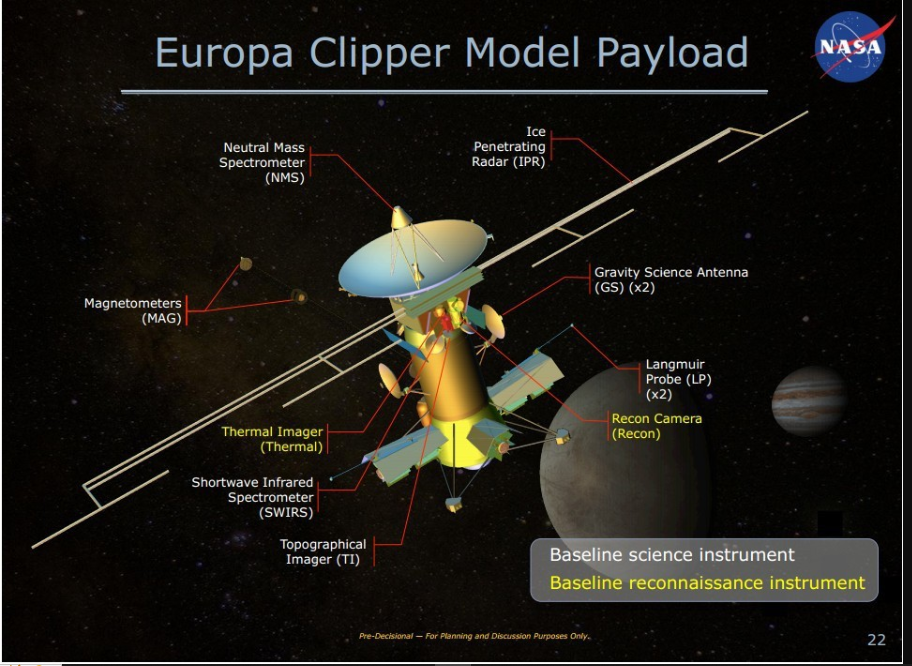 Europa Clipper Model Payload
NASA
Neutral Mass
Spectrometer
(NMS)
Ice
Penetrating
Radar (IPR)
Gravity Science Antenna
(GS) (x2)
Magnetometers
(MAG)
Langmuir
Probe (LP)
(x2)
Recon Camera
(Recon)
Thermal Imager
(Thermal)
Shortwave Infrared
Spectrometer
(SWIRS)
Topographical
Imager (TI)
Baseline science instrument
Baseline reconnaissance instrument
Pre-Decisional — For Planning and Discussion Purposes Only.
22